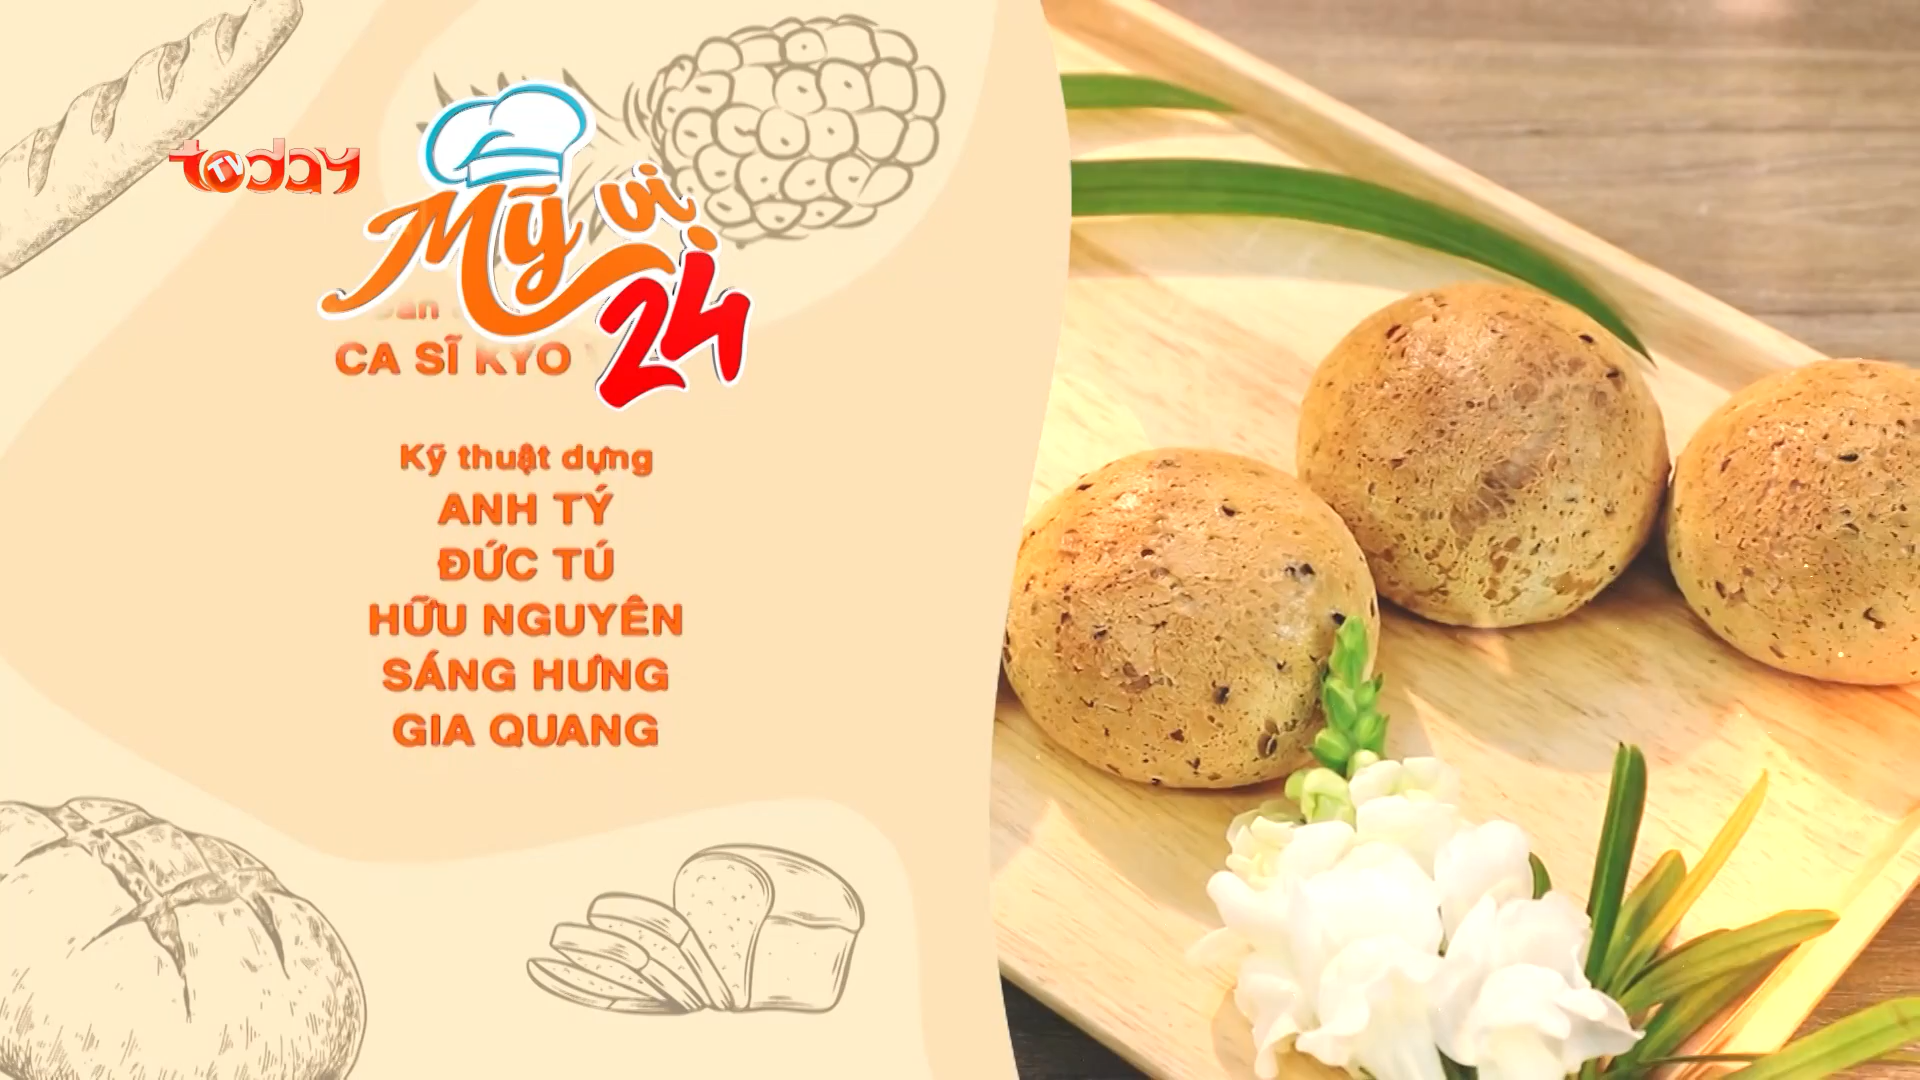 today
TV
Mỹ vị
24
CA SĨ KYO
Kỹ thuật dựng
ANH TÝ
ĐỨC TÚ
HỮU NGUYÊN
SÁNG HƯNG
GIA QUANG